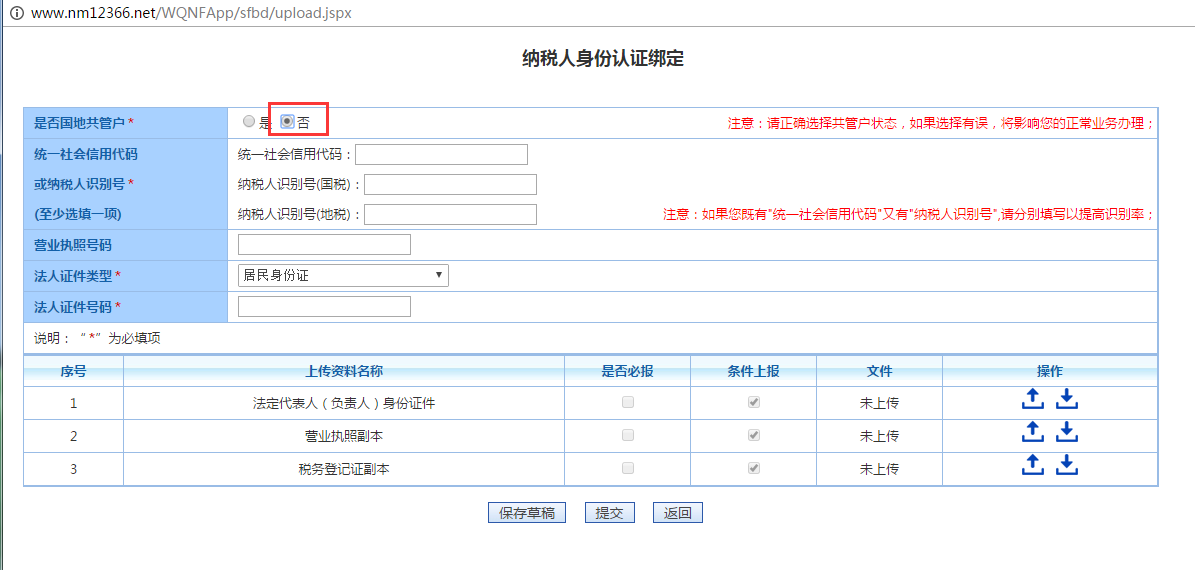 www.nm12366.net/WQNFApp/sfbd/upload.jspx
纳税人身份认证绑定
是否国地共管户* 是 否 注意：请正确选择共管户状态，如果选择有误，将影响您的正常业务办理；
统一社会信用代码 统一社会信用代码：
或纳税人识别号* 纳税人识别号(国税)：
(至少选填一项) 纳税人识别号(地税)： 注意：如果您既有"统一社会信用代码"又有"纳税人识别号",请分别填写以提高识别率；
营业执照号码
法人证件类型* 居民身份证
法人证件号码*
说明： “*” 为必填项
序号 上传资料名称 是否必报 条件上报 文件 操作
1 法定代表人（负责人）身份证件 未上传
2 营业执照副本 未上传
3 税务登记证副本 未上传
保存草稿 提交 返回